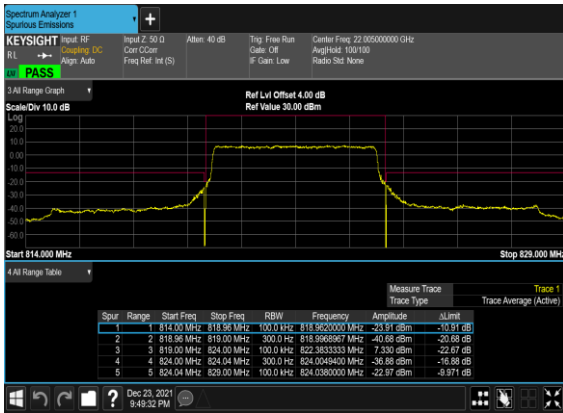 Spectrum Analyzer 1
Spurious Emissions
KEYSIGHT Input: RF Input Z: 50 Ω Atten: 40 dB Trig: Free Run Center Freq: 22.005000000 GHz
RL Coupling: DC Corr CCorr Gate: Off Avg|Hold: 100/100
Align: Auto Freq Ref: Int (S) IF Gain: Low Radio Std: None
PASS
3 All Range Graph
Ref Lvl Offset 4.00 dB
Scale/Div 10.0 dB Ref Value 30.00 dBm
Log
20.0
10.0
0.00
-10.0
-20.0
-30.0
-40.0
-50.0
-60.0
Start 814.000 MHz Stop 829.000 MHz
4 All Range Table
Measure Trace Trace 1
Trace Type Trace Average (Active)
Spur Range Start Freq Stop Freq RBW Frequency Amplitude ΔLimit
1 1 814.00 MHz 818.96 MHz 100.0 kHz 818.9620000 MHz -23.91 dBm -10.91 dB
2 2 818.96 MHz 819.00 MHz 300.0 Hz 818.9968967 MHz -40.68 dBm -20.68 dB
3 3 819.00 MHz 824.00 MHz 100.0 kHz 822.3833333 MHz 7.330 dBm -22.67 dB
4 4 824.00 MHz 824.04 MHz 300.0 Hz 824.0049400 MHz -36.88 dBm -16.88 dB
5 5 824.04 MHz 829.00 MHz 100.0 kHz 824.0380000 MHz -22.97 dBm -9.971 dB
Dec 23, 2021
9:49:32 PM